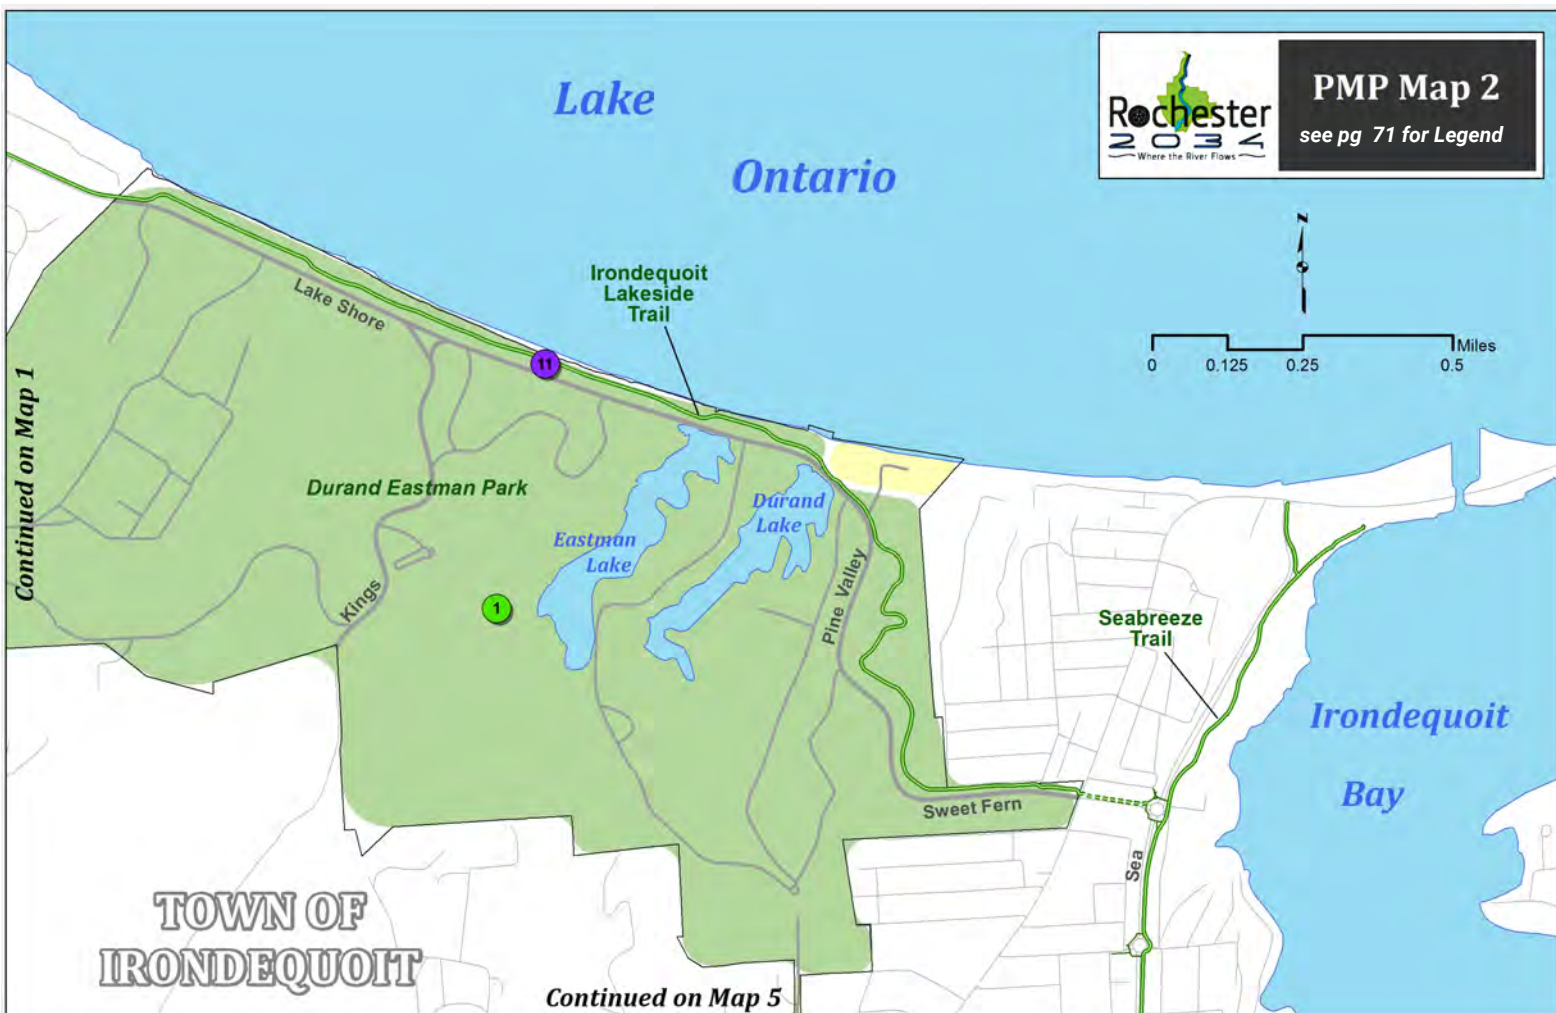 Lake
Ontario
Rochester
2034
Where the River Flows
PMP Map 2
see pg 71 for Legend
N
Miles
0
0.125
0.25
0.5
Irondequoit
Lakeside
Trail
Lake Shore
11
Continued on Map 1
Durand Eastman Park
Durand
Lake
Eastman
Lake
Kings
1
Pine Valley
Seabreeze
Trail
Irondequoit
Bay
Sweet Fern
Sea
TOWN OF
IRONDEQUOIT
Continued on Map 5